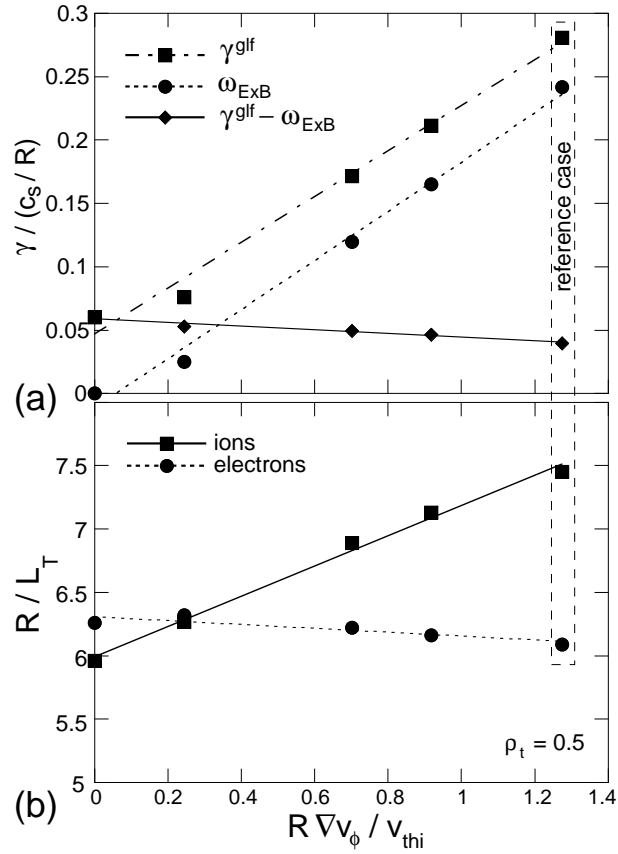 0.3
γ^glf
ω_ExB
γ^glf − ω_ExB
0.25
0.2
0.15
0.1
0.05
0
γ / (c_s / R)
reference case
(a)
8
ions
electrons
7.5
7
6.5
6
5.5
5
R / L_T
ρ_t = 0.5
(b)
0 0.2 0.4 0.6 0.8 1 1.2 1.4
R ∇v_ϕ / v_thi